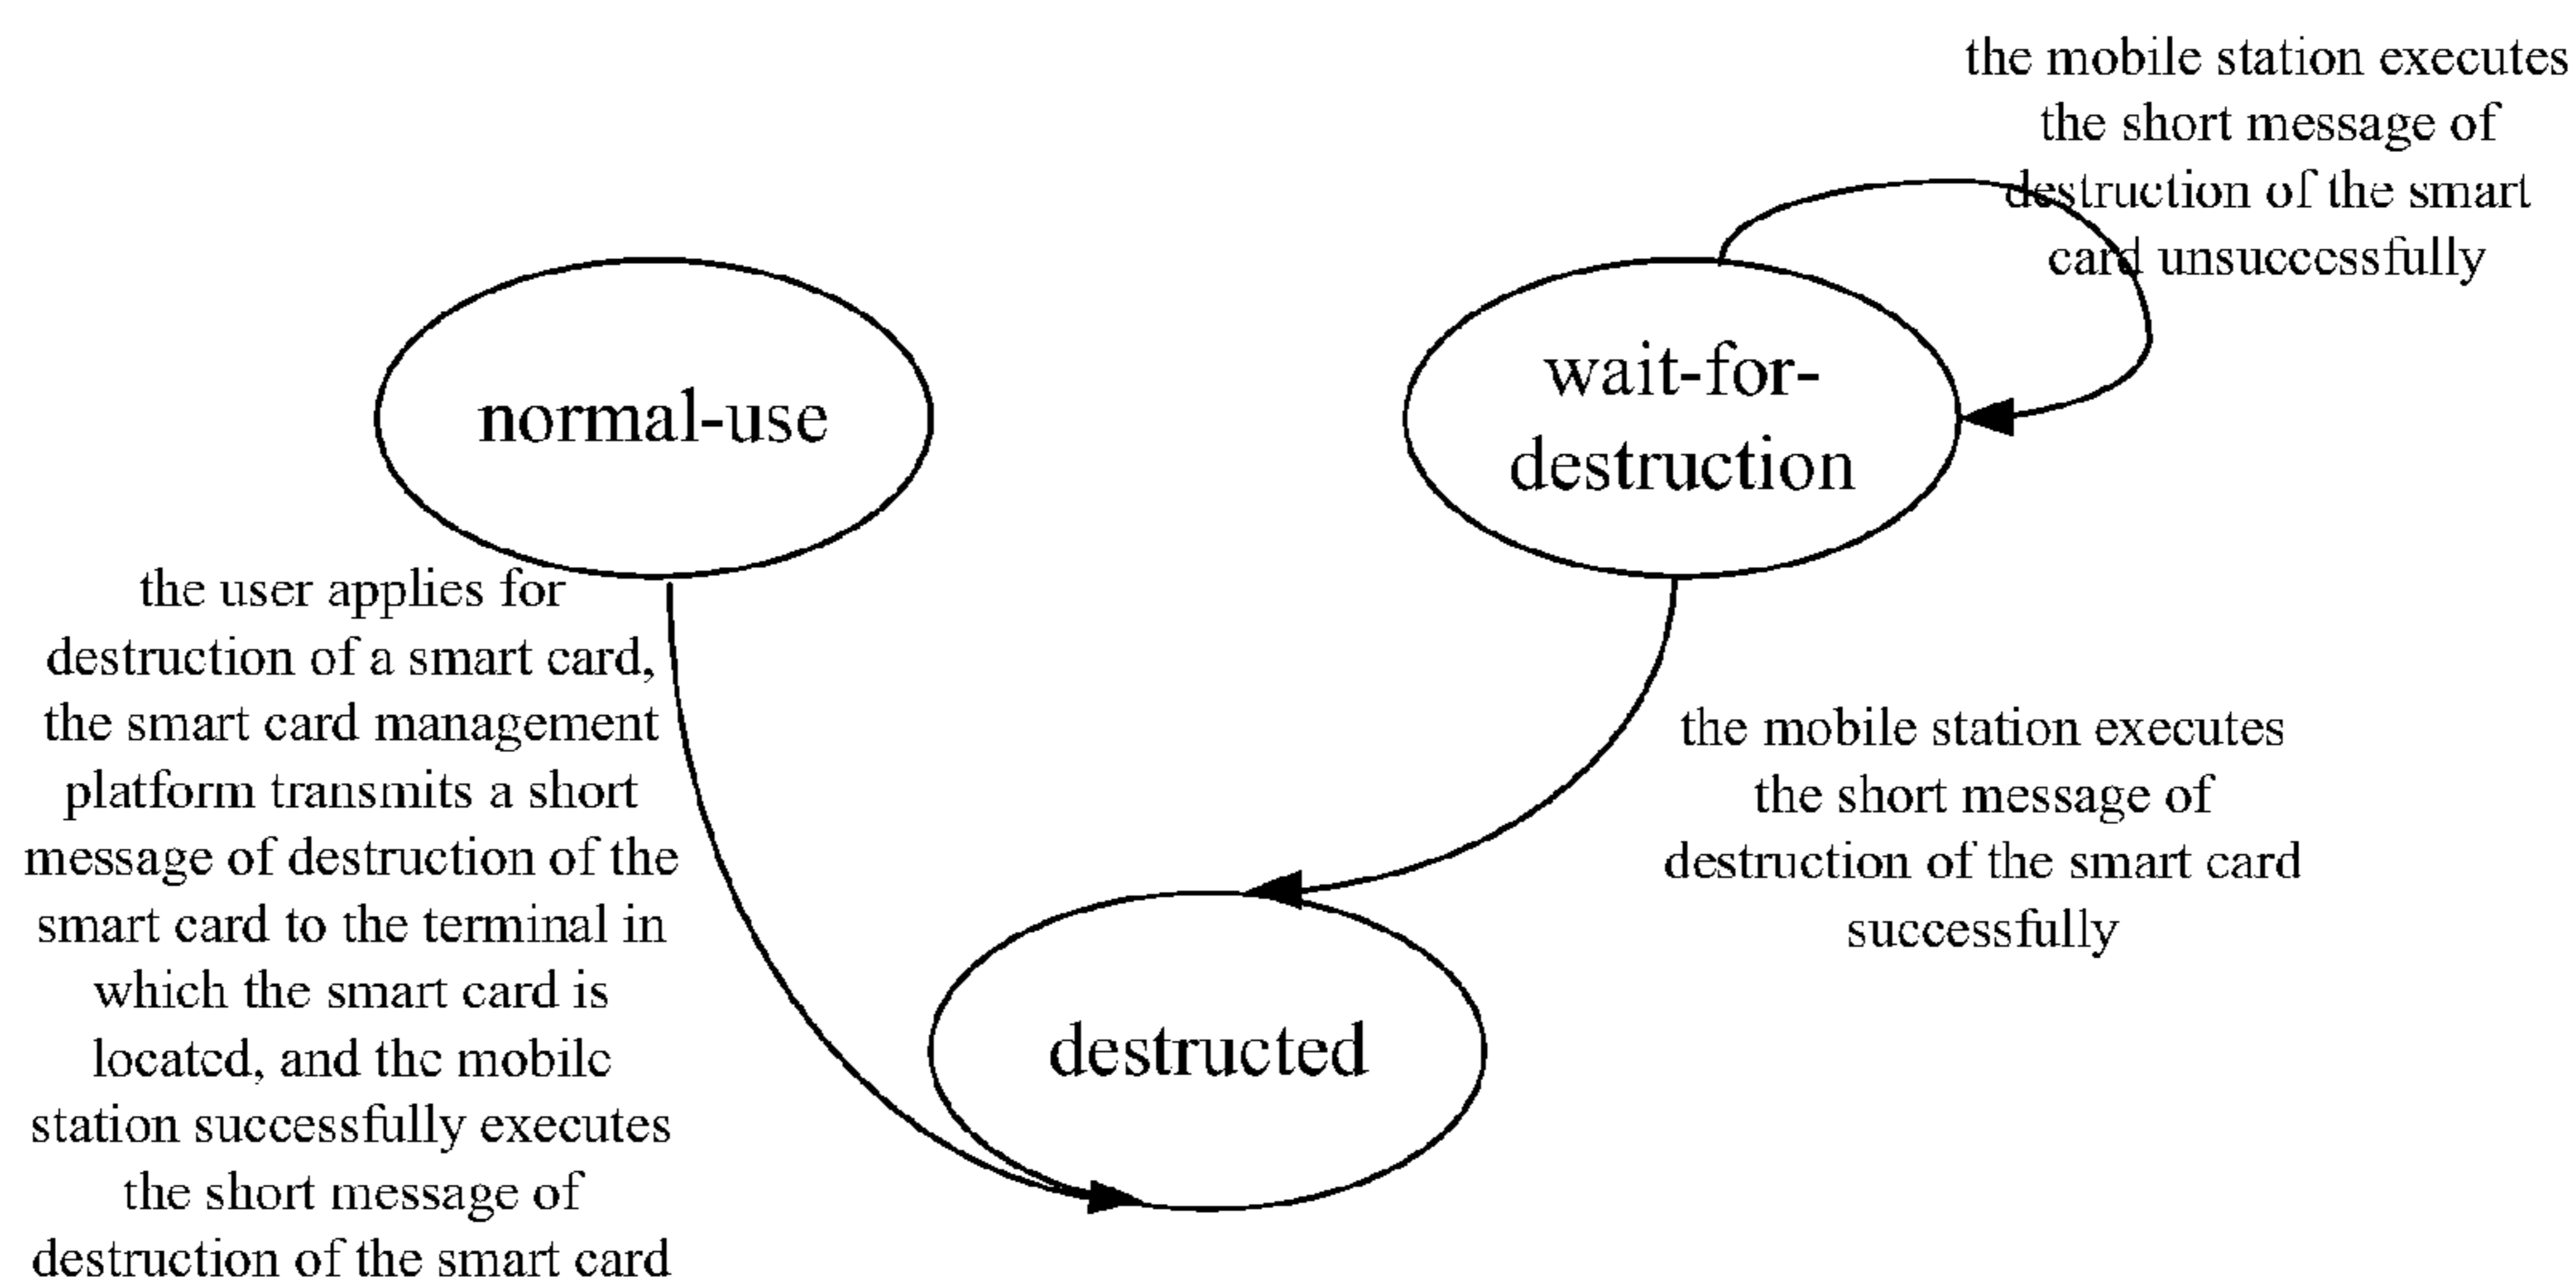 the mobile station executes
the short message of
destruction of the smart
card unsuccessfully
normal-use
wait-for-
destruction
the user applies for
destruction of a smart card,
the smart card management
platform transmits a short
message of destruction of the
smart card to the terminal in
which the smart card is
located, and the mobile
station successfully executes
the short message of
destruction of the smart card
the mobile station executes
the short message of
destruction of the smart card
successfully
destructed